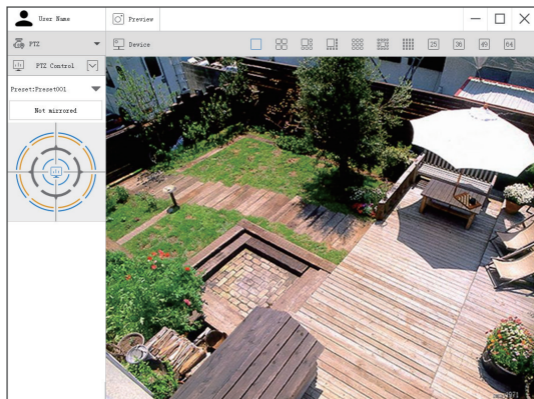 User Name
Preview
PTZ
Device
25
36
49
64
PTZ Control
Preset:Preset001
Not mirrored